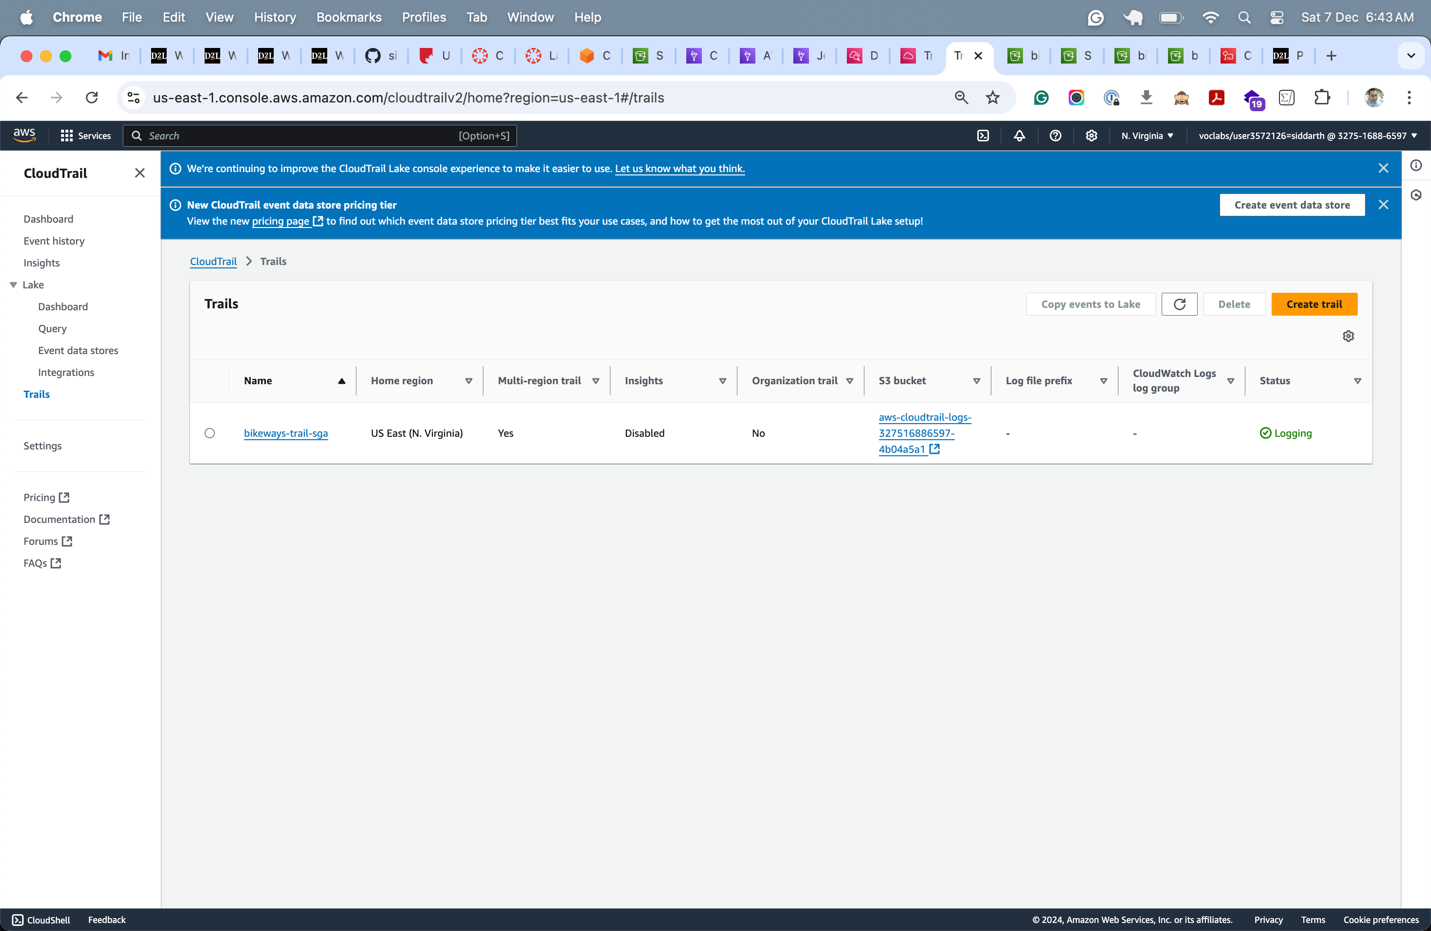 Chrome File Edit View History Bookmarks Profiles Tab Window Help Sat 7 Dec 6:43 AM
In W W W W si U C L C S C A J D Tr Tr bi S b b C P
us-east-1.console.aws.amazon.com/cloudtrailv2/home?region=us-east-1#/trails 19
aws Services Search [Option+S] N. Virginia voclabs/user3572126=siddarth @ 3275-1688-6597
CloudTrail
Dashboard
Event history
Insights
Lake
Dashboard
Query
Event data stores
Integrations
Trails
Settings
Pricing
Documentation
Forums
FAQs
We're continuing to improve the CloudTrail Lake console experience to make it easier to use. Let us know what you think.
New CloudTrail event data store pricing tier
View the new pricing page to find out which event data store pricing tier best fits your use cases, and how to get the most out of your CloudTrail Lake setup!
Create event data store
CloudTrail > Trails
Trails
Copy events to Lake Delete Create trail
Name Home region Multi-region trail Insights Organization trail S3 bucket Log file prefix CloudWatch Logs log group Status
bikeways-trail-sga US East (N. Virginia) Yes Disabled No aws-cloudtrail-logs-
327516886597-
4b04a5a1 - - Logging
CloudShell Feedback © 2024, Amazon Web Services, Inc. or its affiliates. Privacy Terms Cookie preferences